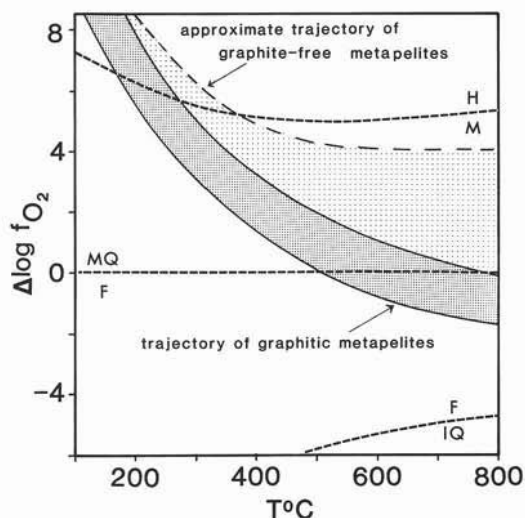 8
4
0
-4
Δlog fO2
approximate trajectory of
graphite-free metapelites
H
M
MQ
F
trajectory of graphitic metapelites
F
IQ
200
400
600
800
T°C